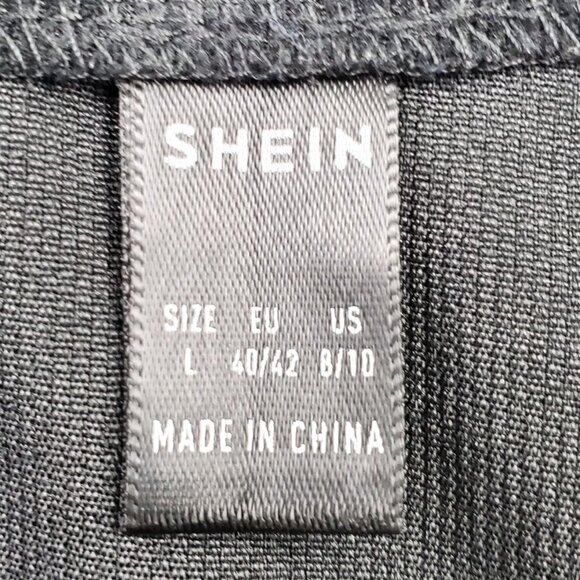 SHEIN
SIZE EU US
L 40/42 8/10
MADE IN CHINA